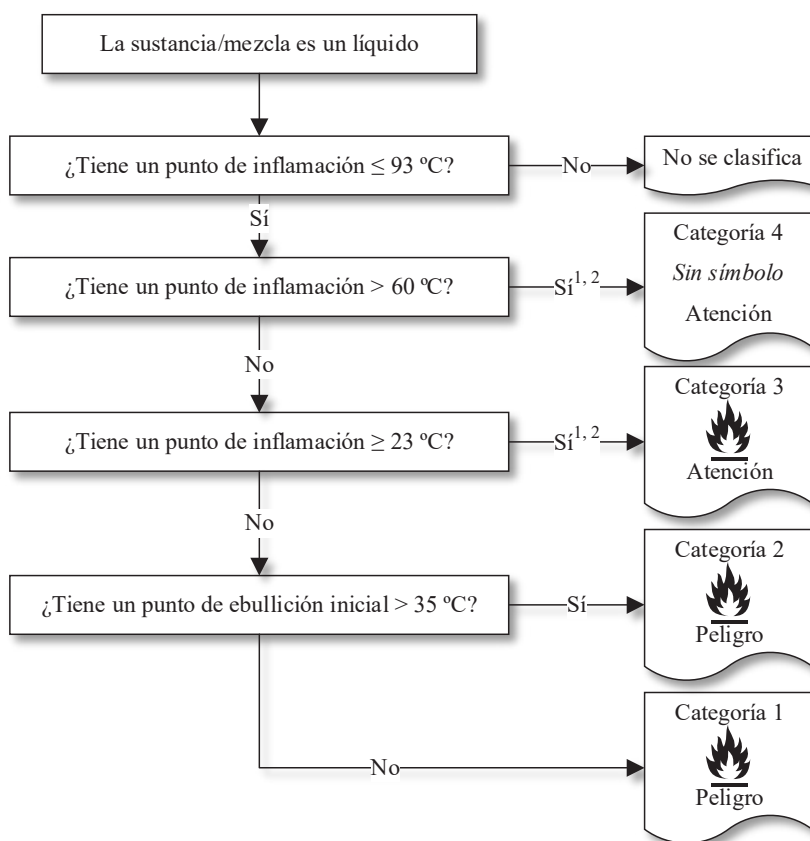 La sustancia/mezcla es un líquido
¿Tiene un punto de inflamación ≤ 93 ºC?
No
No se clasifica
Sí
¿Tiene un punto de inflamación > 60 ºC?
Sí1, 2
Categoría 4
Sin símbolo
Atención
No
¿Tiene un punto de inflamación ≥ 23 ºC?
Sí1, 2
Categoría 3
Atención
No
¿Tiene un punto de ebullición inicial > 35 ºC?
Sí
Categoría 2
Peligro
No
Categoría 1
Peligro